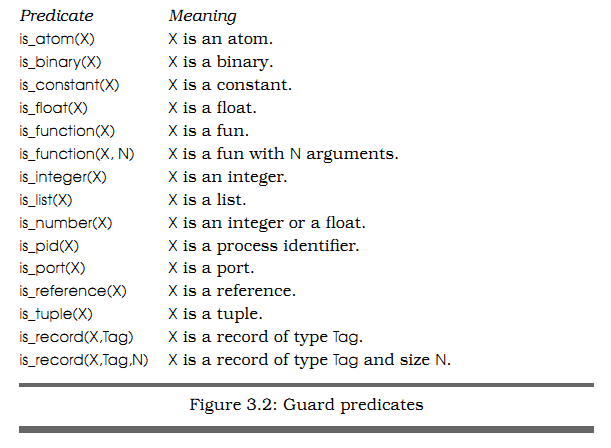 Predicate Meaning
is_atom(X) X is an atom.
is_binary(X) X is a binary.
is_constant(X) X is a constant.
is_float(X) X is a float.
is_function(X) X is a fun.
is_function(X, N) X is a fun with N arguments.
is_integer(X) X is an integer.
is_list(X) X is a list.
is_number(X) X is an integer or a float.
is_pid(X) X is a process identifier.
is_port(X) X is a port.
is_reference(X) X is a reference.
is_tuple(X) X is a tuple.
is_record(X,Tag) X is a record of type Tag.
is_record(X,Tag,N) X is a record of type Tag and size N.
Figure 3.2: Guard predicates